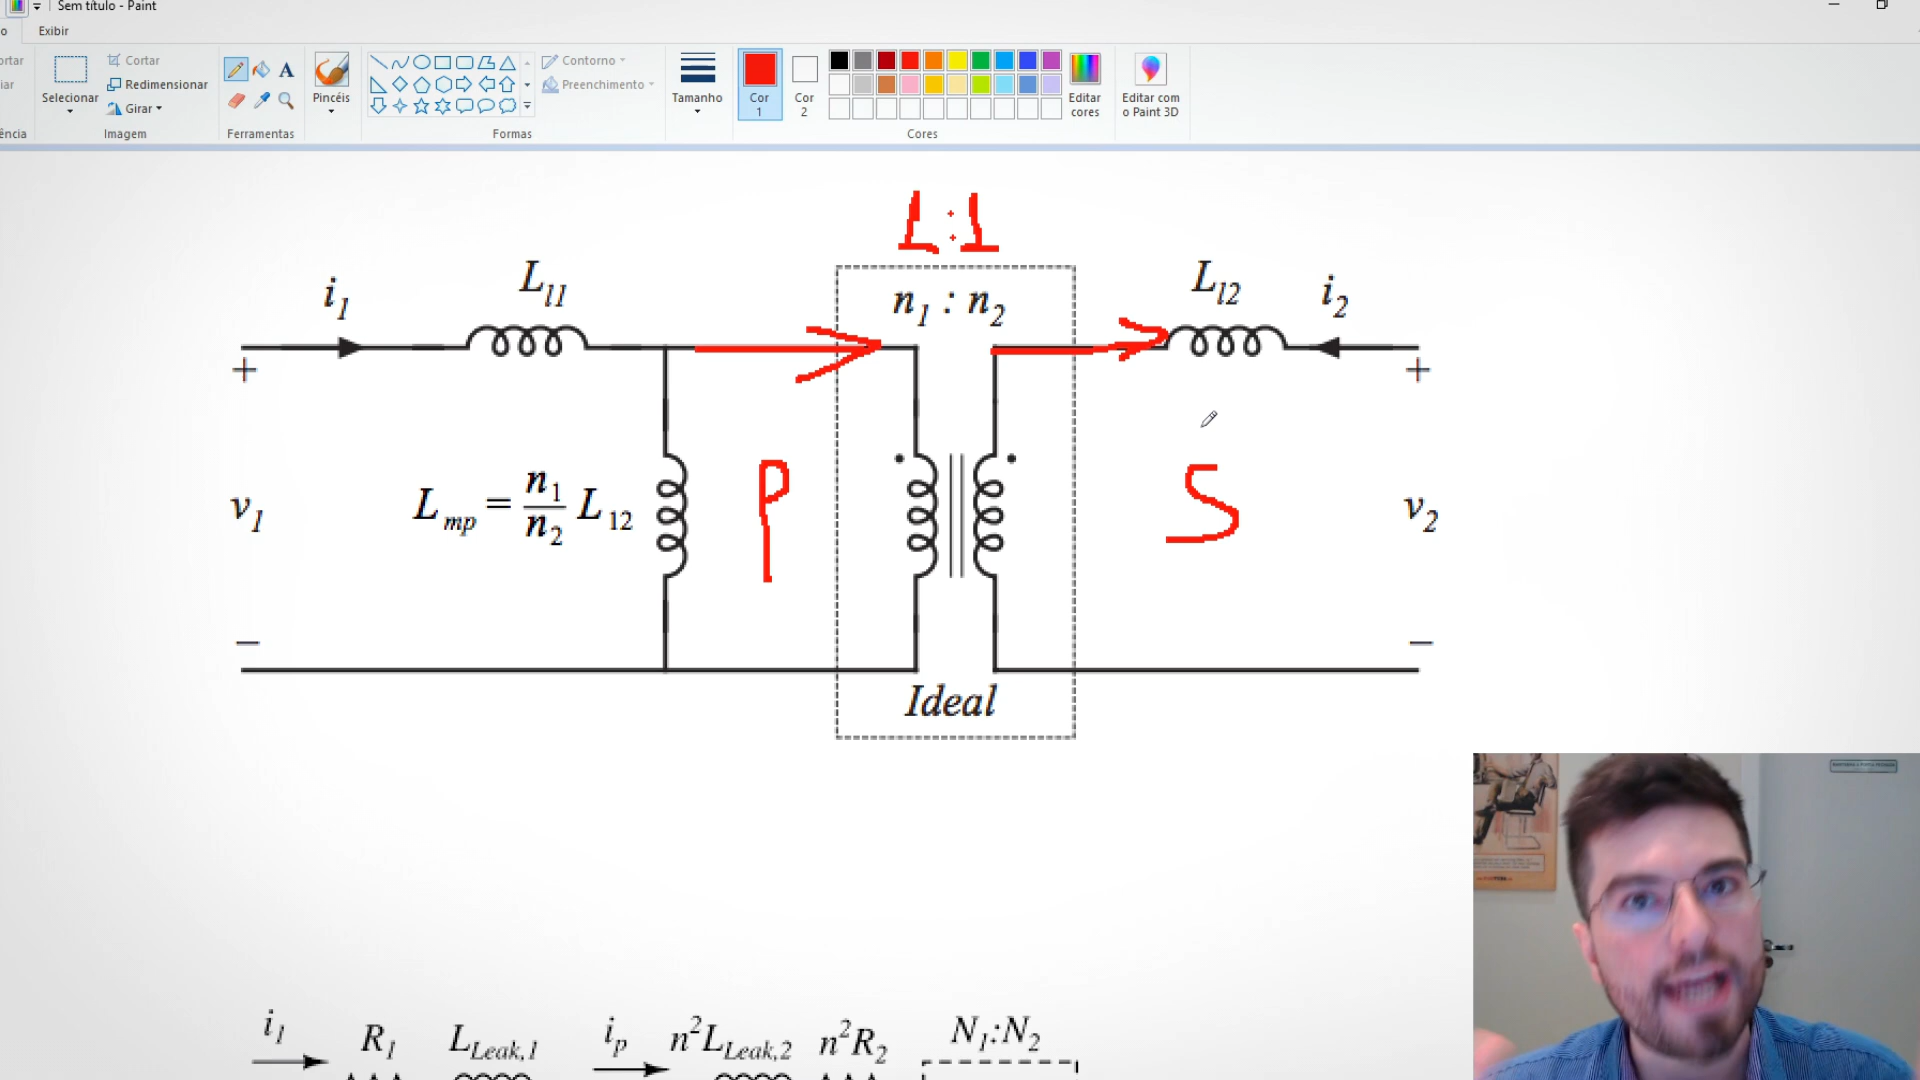 Sem título - Paint
Exibir
Selecionar
Cortar
Redimensionar
Girar
Imagem
A
Ferramentas
Pincéis
Formas
Contorno
Preenchimento
Tamanho
Cor 1
Cor 2
Cores
Editar cores
Editar com o Paint 3D
1:1
i1
Ll1
n1 : n2
Ll2
i2
+
+
v1
Lmp = n1/n2 L12
P
S
v2
−
−
Ideal
i1
R1
LLeak,1
ip
n²LLeak,2
n²R2
N1:N2